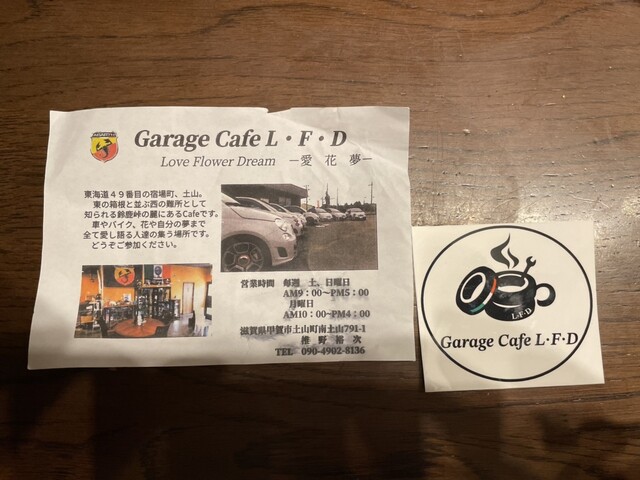 ABARTH
Garage Cafe L・F・D
Love Flower Dream ー愛 花 夢ー
東海道４９番目の宿場町、土山。
東の箱根と並ぶ西の難所として
知られる鈴鹿峠の麓にあるCafeです。
車やバイク、花や自分の夢まで
全て愛し語る人達の集う場所です。
どうぞご参加ください。
営業時間 毎週 土、日曜日
AM9：00〜PM5：00
月曜日
AM10：00~PM4：00
滋賀県甲賀市土山町南土山791-1
椎 野 裕 次
TEL 090-4902-8136
L·F·D
Garage Cafe L·F·D